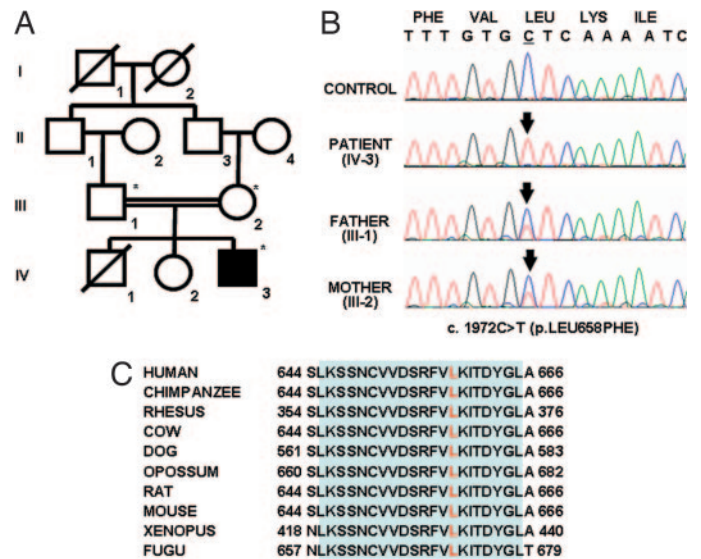 A
I
1
2
II
1
2
3
4
III
*
*
1
2
IV
*
1
2
3
B
PHE VAL LEU LYS ILE
T T T G T G C T C A A A A T C
CONTROL
PATIENT
(IV-3)
FATHER
(III-1)
MOTHER
(III-2)
c. 1972C>T (p.LEU658PHE)
C
HUMAN 644 SLKSSNCVVDSRFVLKITDYGLA 666
CHIMPANZEE 644 SLKSSNCVVDSRFVLKITDYGLA 666
RHESUS 354 SLKSSNCVVDSRFVLKITDYGLA 376
COW 644 SLKSSNCVVDSRFVLKITDYGLA 666
DOG 561 SLKSSNCVVDSRFVLKITDYGLA 583
OPOSSUM 660 SLKSSNCVVDSRFVLKITDYGLA 682
RAT 644 SLKSSNCVVDSRFVLKITDYGLA 666
MOUSE 644 SLKSSNCVVDSRFVLKITDYGLA 666
XENOPUS 418 NLKSSNCVVDSRFVLKITDYGLA 440
FUGU 657 NLKSSNCVVDSRFVLKITDYGLT 679